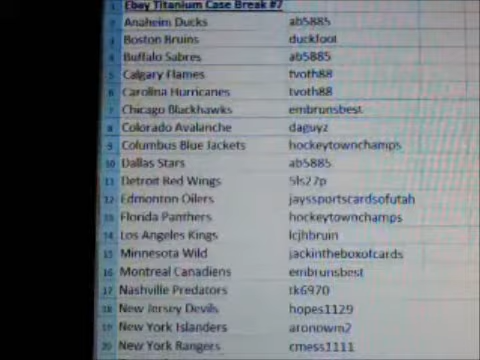 1 Ebay Titanium Case Break #7
2 Anaheim Ducks ab5885
3 Boston Bruins duckfoot
4 Buffalo Sabres ab5885
5 Calgary Flames tvoth88
6 Carolina Hurricanes tvoth88
7 Chicago Blackhawks embrunsbest
8 Colorado Avalanche daguyz
9 Columbus Blue Jackets hockeytownchamps
10 Dallas Stars ab5885
11 Detroit Red Wings 5ls27p
12 Edmonton Oilers jayssportscardsofutah
13 Florida Panthers hockeytownchamps
14 Los Angeles Kings lcjhbruin
15 Minnesota Wild jackintheboxofcards
16 Montreal Canadiens embrunsbest
17 Nashville Predators rk6970
18 New Jersey Devils hopes1129
19 New York Islanders aronowm2
20 New York Rangers cmess1111